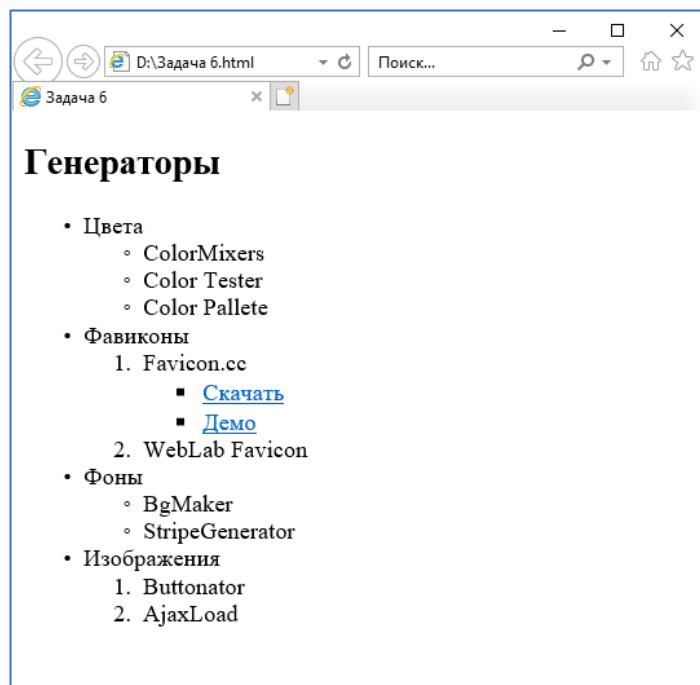 D:\Задача 6.html
Поиск...
Задача 6
Генераторы
• Цвета
◦ ColorMixers
◦ Color Tester
◦ Color Pallete
• Фавиконы
1. Favicon.cc
▪ Скачать
▪ Демо
2. WebLab Favicon
• Фоны
◦ BgMaker
◦ StripeGenerator
• Изображения
1. Buttonator
2. AjaxLoad